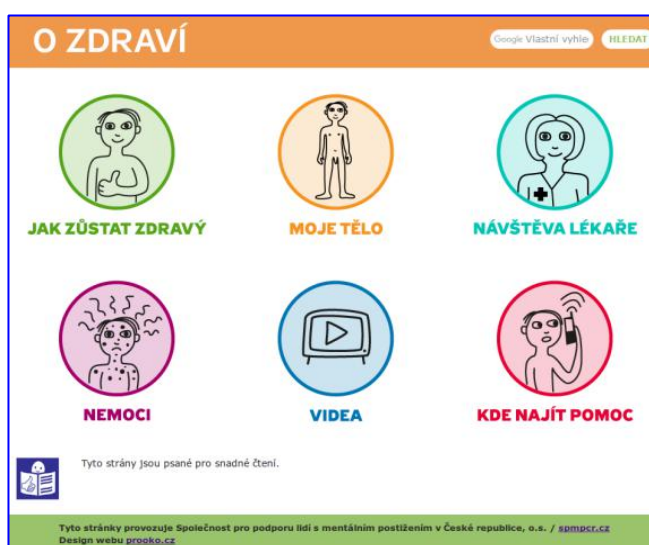 O ZDRAVÍ
Google Vlastní vyhle
HLEDAT
JAK ZŮSTAT ZDRAVÝ
MOJE TĚLO
NÁVŠTĚVA LÉKAŘE
NEMOCI
VIDEA
KDE NAJÍT POMOC
Tyto strány jsou psané pro snadné čtení.
Tyto stránky provozuje Společnost pro podporu lidí s mentálním postižením v České republice, o.s. / spmpcr.cz
Design webu prooko.cz